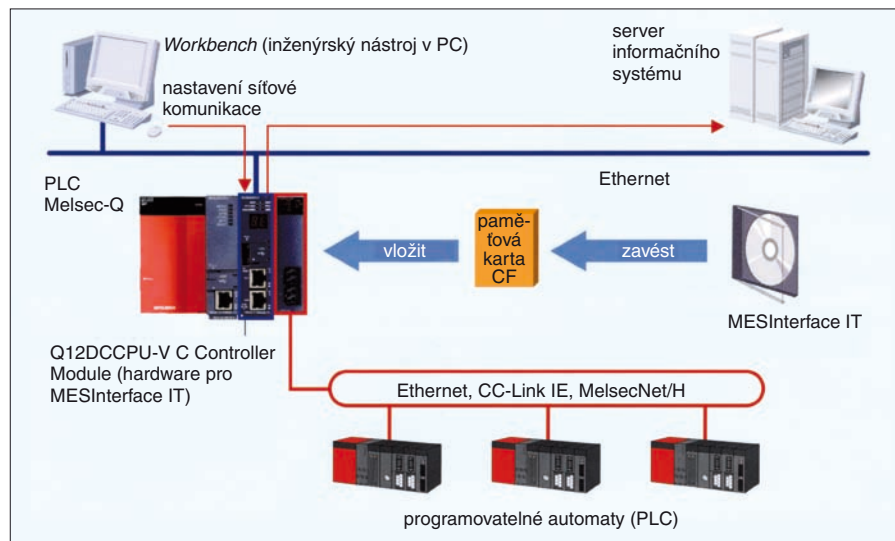 Workbench (inženýrský nástroj v PC)
server
informačního
systému
nastavení síťové
komunikace
PLC
Melsec-Q
Ethernet
vložit
pamě-
ťová
karta
CF
zavést
MESInterface IT
Q12DCCPU-V C Controller
Module (hardware pro
MESInterface IT)
Ethernet, CC-Link IE, MelsecNet/H
programovatelné automaty (PLC)